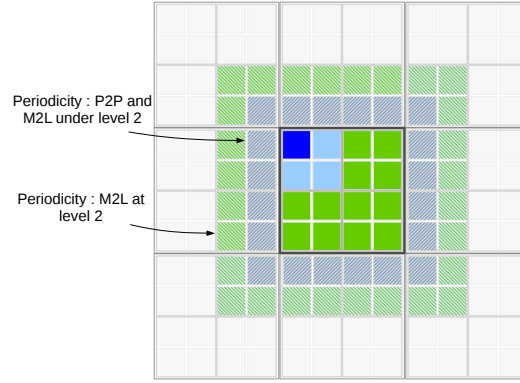 Periodicity : P2P and
M2L under level 2
Periodicity : M2L at
level 2